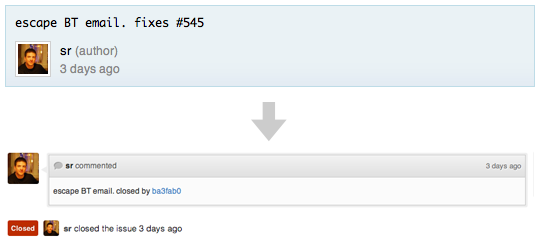 escape BT email. fixes #545
sr (author)
3 days ago
sr commented
3 days ago
escape BT email. closed by ba3fab0
Closed
sr closed the issue 3 days ago